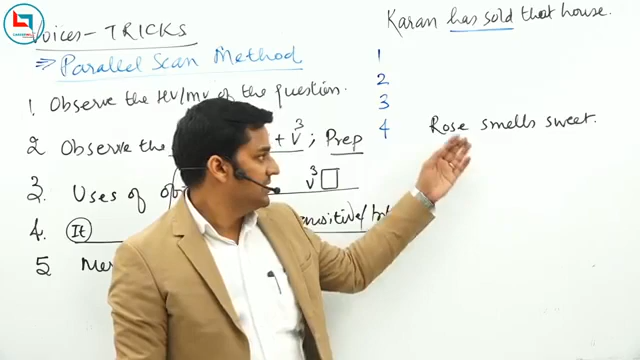 Voices - TRICKS
⇒ Parallel Scan Method
1. Observe the HV/MV of the question.
2 Observe the + V³ ; Prep
3. Uses of V³ □
4. It
5
Karan has sold that house.
1
2
3
4 Rose smells sweet.